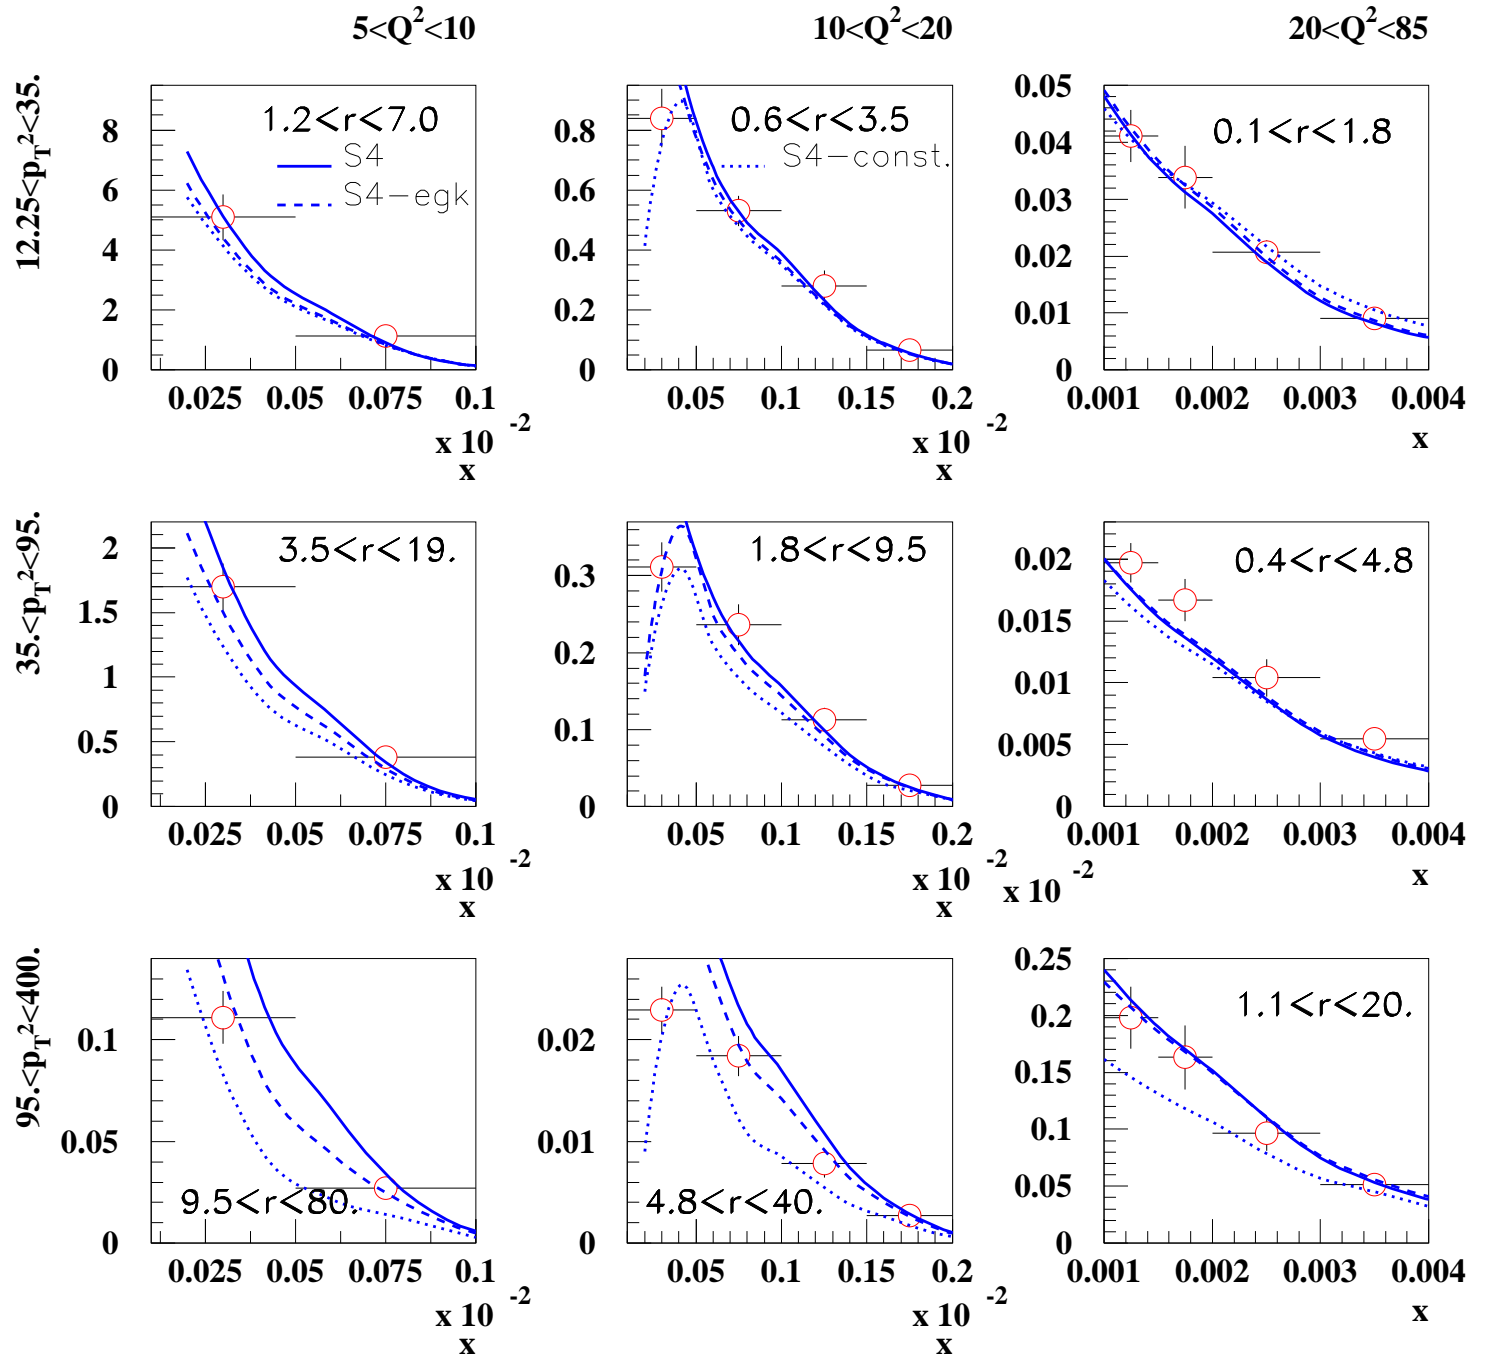 5<Q²<10
10<Q²<20
20<Q²<85
12.25<p_T²<35.
1.2<r<7.0
S4
S4-egk
8
6
4
2
0
0.025 0.05 0.075 0.1
x 10 -2
x
0.6<r<3.5
S4-const.
0.8
0.6
0.4
0.2
0
0.05 0.1 0.15 0.2
x 10 -2
x
0.1<r<1.8
0.05
0.04
0.03
0.02
0.01
0
0.001 0.002 0.003 0.004
x
35.<p_T²<95.
3.5<r<19.
2
1.5
1
0.5
0
0.025 0.05 0.075 0.1
x 10 -2
x
1.8<r<9.5
0.3
0.2
0.1
0
0.05 0.1 0.15 0.2
x 10 -2
x
0.4<r<4.8
0.02
0.015
0.01
0.005
0
0.001 0.002 0.003 0.004
x
x 10 -2
95.<p_T²<400.
9.5<r<80.
0.1
0.05
0
0.025 0.05 0.075 0.1
x 10 -2
x
4.8<r<40.
0.02
0.01
0
0.05 0.1 0.15 0.2
x 10 -2
x
1.1<r<20.
0.25
0.2
0.15
0.1
0.05
0
0.001 0.002 0.003 0.004
x